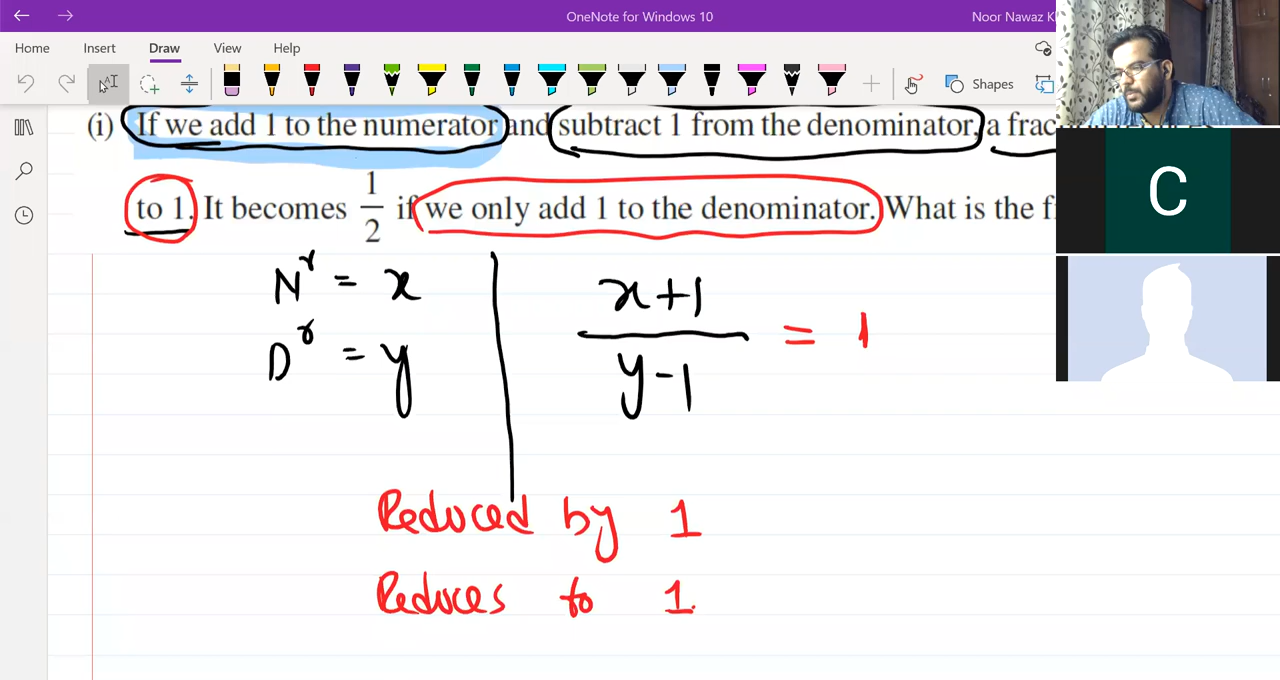 OneNote for Windows 10
Noor Nawaz
Home Insert Draw View Help
Shapes
(i) If we add 1 to the numerator and subtract 1 from the denominator, a
to 1. It becomes 1/2 if we only add 1 to the denominator. What is the
N^r = x
D^r = y
x+1
y-1
= 1
Reduced by 1
Reduces to 1.
C